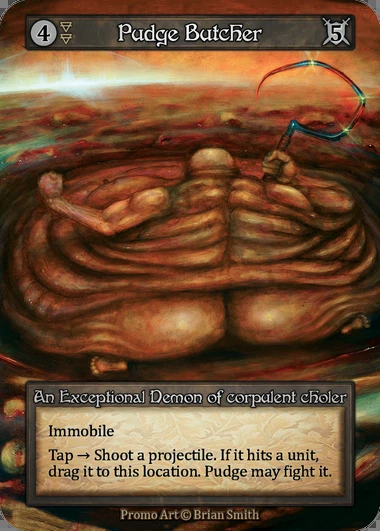 4 Pudge Butcher 5
An Exceptional Demon of corpulent choler
Immobile
Tap → Shoot a projectile. If it hits a unit,
drag it to this location. Pudge may fight it.
Promo Art © Brian Smith